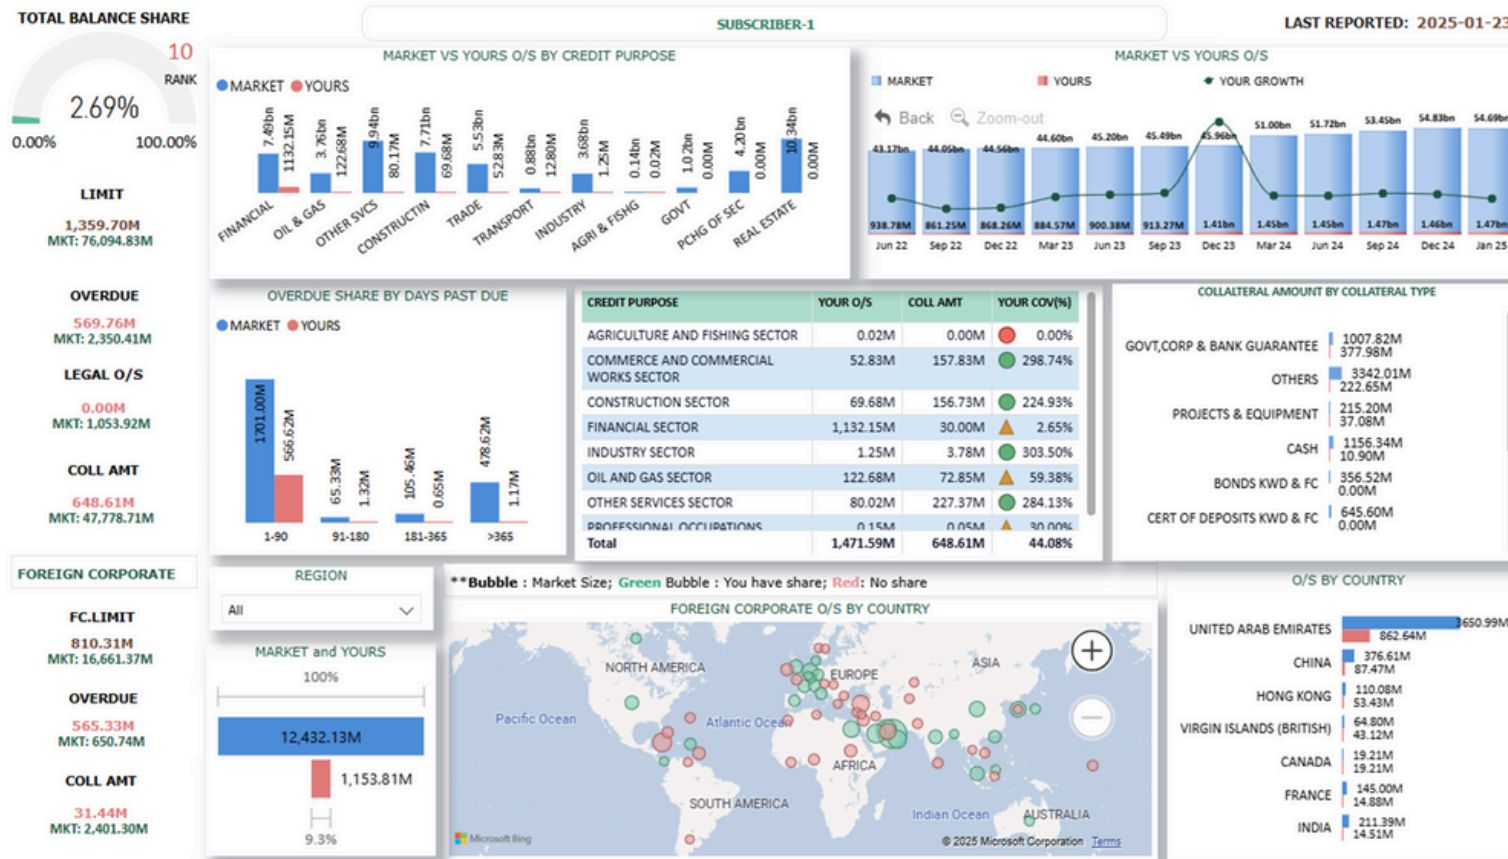 TOTAL BALANCE SHARE
10
RANK
2.69%
0.00%
100.00%
LIMIT
1,359.70M
MKT: 76,094.83M
OVERDUE
569.76M
MKT: 2,350.41M
LEGAL O/S
0.00M
MKT: 1,053.92M
COLL AMT
648.61M
MKT: 47,778.71M
FOREIGN CORPORATE
FC.LIMIT
810.31M
MKT: 16,661.37M
OVERDUE
565.33M
MKT: 650.74M
COLL AMT
31.44M
MKT: 2,401.30M
SUBSCRIBER-1
LAST REPORTED: 2025-01-23
MARKET VS YOURS O/S BY CREDIT PURPOSE
MARKET YOURS
7.49bn 1132.15M
3.76bn 122.68M
9.94bn 80.17M
7.71bn 69.68M
5.53bn 52.83M
0.88bn 12.80M
3.68bn 1.25M
0.14bn 0.02M
1.02bn 0.00M
4.20bn 0.00M
10.34bn 0.00M
FINANCIAL
OIL & GAS
OTHER SVCS
CONSTRUCTIN
TRADE
TRANSPORT
INDUSTRY
AGRI & FISHG
GOVT
PCHG OF SEC
REAL ESTATE
MARKET VS YOURS O/S
MARKET YOURS YOUR GROWTH
Back Zoom-out
43.17bn 44.05bn 44.56bn 44.60bn 45.20bn 45.49bn 45.96bn 51.00bn 51.72bn 53.45bn 54.83bn 54.69bn
938.78M 861.25M 868.26M 884.57M 900.38M 913.27M 1.41bn 1.45bn 1.45bn 1.47bn 1.46bn 1.47bn
Jun 22 Sep 22 Dec 22 Mar 23 Jun 23 Sep 23 Dec 23 Mar 24 Jun 24 Sep 24 Dec 24 Jan 25
OVERDUE SHARE BY DAYS PAST DUE
MARKET YOURS
1701.00M 566.62M
65.33M 1.32M
105.46M 0.65M
478.62M 1.17M
1-90 91-180 181-365 >365
CREDIT PURPOSE YOUR O/S COLL AMT YOUR COV(%)
AGRICULTURE AND FISHING SECTOR 0.02M 0.00M 0.00%
COMMERCE AND COMMERCIAL WORKS SECTOR 52.83M 157.83M 298.74%
CONSTRUCTION SECTOR 69.68M 156.73M 224.93%
FINANCIAL SECTOR 1,132.15M 30.00M 2.65%
INDUSTRY SECTOR 1.25M 3.78M 303.50%
OIL AND GAS SECTOR 122.68M 72.85M 59.38%
OTHER SERVICES SECTOR 80.02M 227.37M 284.13%
PROFESSIONAL OCCUPATIONS 0.15M 0.05M 30.00%
Total 1,471.59M 648.61M 44.08%
COLLATERAL AMOUNT BY COLLATERAL TYPE
GOVT,CORP & BANK GUARANTEE 1007.82M 377.98M
OTHERS 3342.01M 222.65M
PROJECTS & EQUIPMENT 215.20M 37.08M
CASH 1156.34M 10.90M
BONDS KWD & FC 356.52M 0.00M
CERT OF DEPOSITS KWD & FC 645.60M 0.00M
REGION
All
MARKET and YOURS
100%
12,432.13M
1,153.81M
9.3%
**Bubble : Market Size; Green Bubble : You have share; Red: No share
FOREIGN CORPORATE O/S BY COUNTRY
NORTH AMERICA
EUROPE
ASIA
Pacific Ocean
Atlantic Ocean
AFRICA
SOUTH AMERICA
Indian Ocean
AUSTRALIA
Microsoft Bing
© 2025 Microsoft Corporation Terms
O/S BY COUNTRY
UNITED ARAB EMIRATES 3650.99M 862.64M
CHINA 376.61M 87.47M
HONG KONG 110.08M 53.43M
VIRGIN ISLANDS (BRITISH) 64.80M 43.12M
CANADA 19.21M 19.21M
FRANCE 145.00M 14.88M
INDIA 211.39M 14.51M